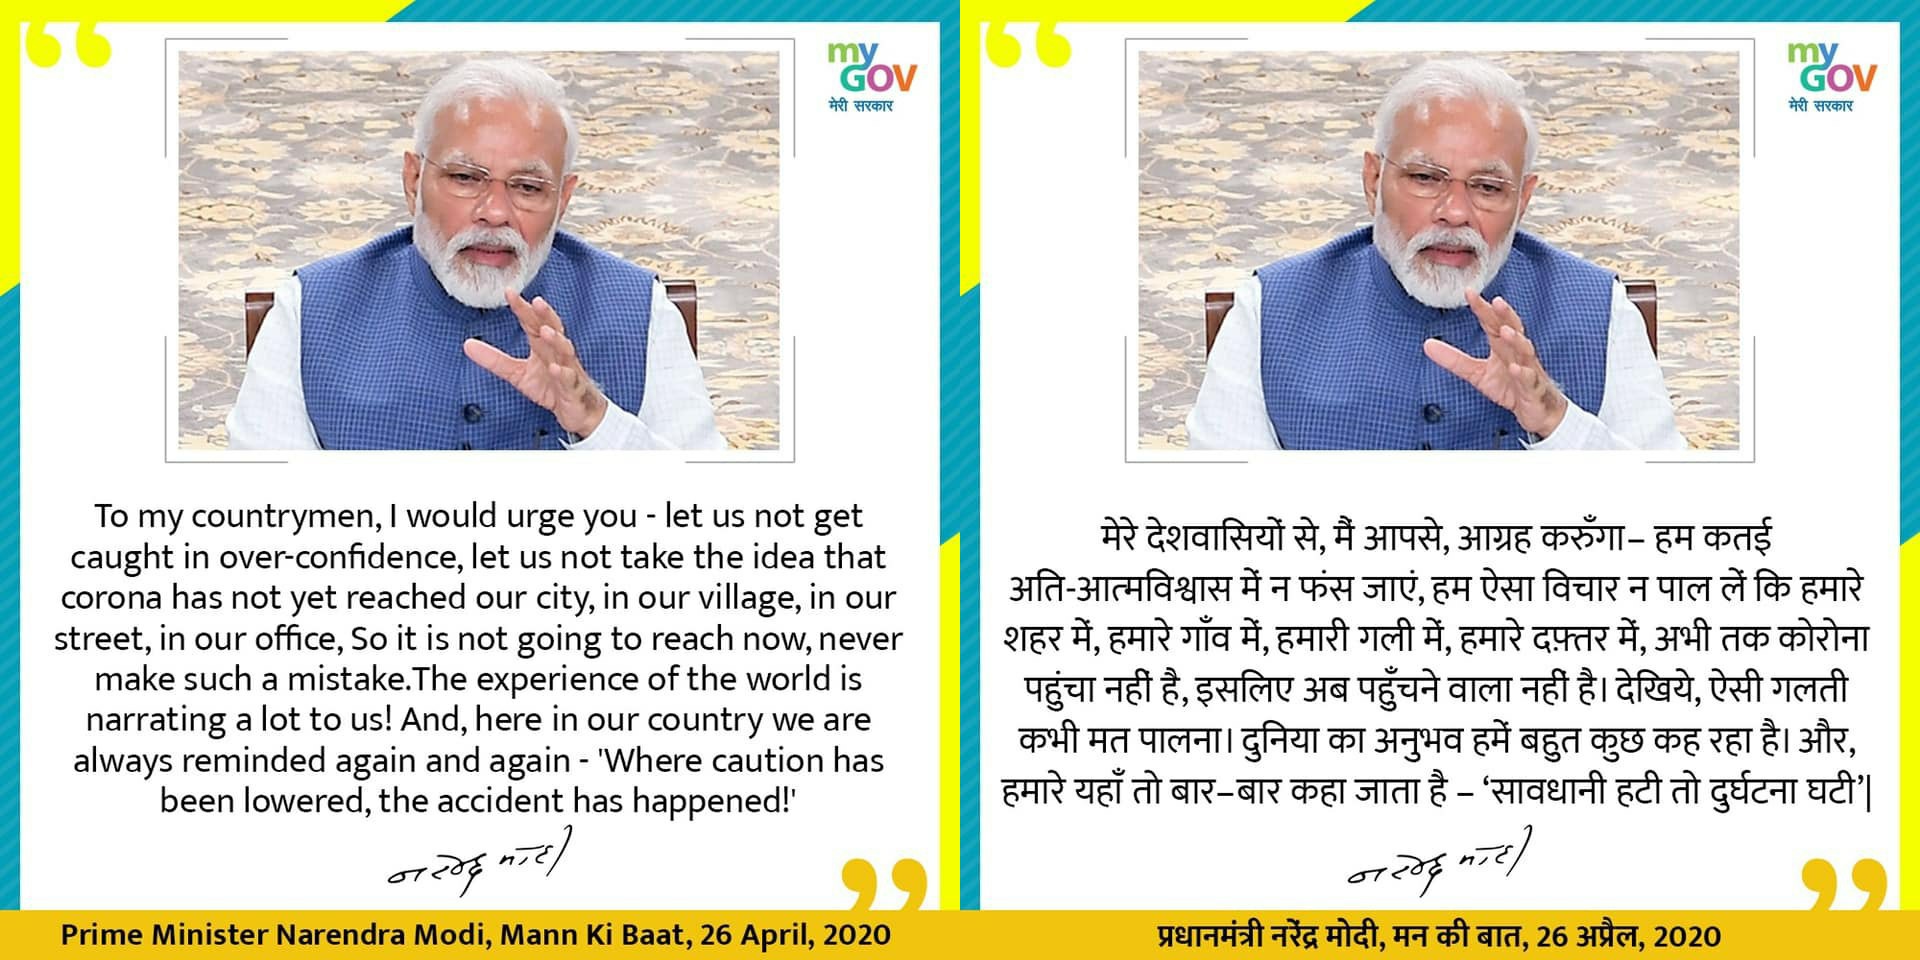 my
GOV
मेरी सरकार
To my countrymen, I would urge you - let us not get
caught in over-confidence, let us not take the idea that
corona has not yet reached our city, in our village, in our
street, in our office, So it is not going to reach now, never
make such a mistake.The experience of the world is
narrating a lot to us! And, here in our country we are
always reminded again and again - 'Where caution has
been lowered, the accident has happened!'
नरेन्द्र मोदी
Prime Minister Narendra Modi, Mann Ki Baat, 26 April, 2020
my
GOV
मेरी सरकार
मेरे देशवासियों से, मैं आपसे, आग्रह करुँगा– हम कतई
अति-आत्मविश्वास में न फंस जाएं, हम ऐसा विचार न पाल लें कि हमारे
शहर में, हमारे गाँव में, हमारी गली में, हमारे दफ़्तर में, अभी तक कोरोना
पहुंचा नहीं है, इसलिए अब पहुँचने वाला नहीं है। देखिये, ऐसी गलती
कभी मत पालना। दुनिया का अनुभव हमें बहुत कुछ कह रहा है। और,
हमारे यहाँ तो बार–बार कहा जाता है – ‘सावधानी हटी तो दुर्घटना घटी’|
नरेन्द्र मोदी
प्रधानमंत्री नरेंद्र मोदी, मन की बात, 26 अप्रैल, 2020